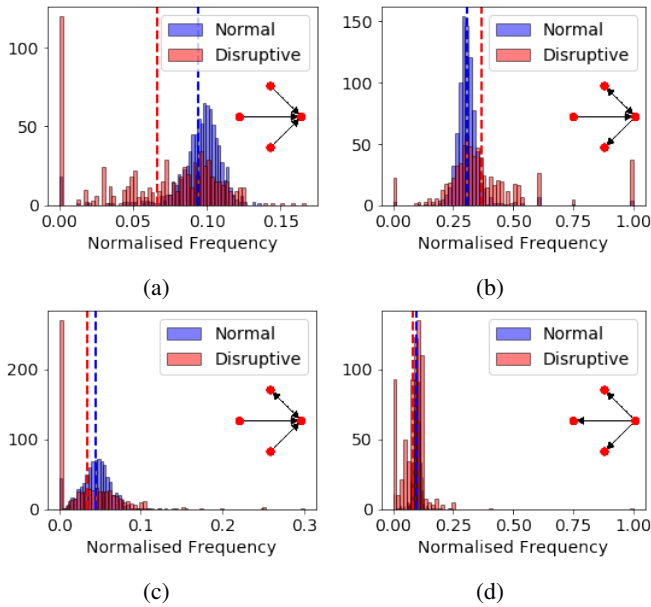 100
50
0
Normal
Disruptive
0.00
0.05
0.10
0.15
Normalised Frequency
(a)
150
100
50
0
Normal
Disruptive
0.00
0.25
0.50
0.75
1.00
Normalised Frequency
(b)
200
100
0
Normal
Disruptive
0.0
0.1
0.2
0.3
Normalised Frequency
(c)
100
50
0
Normal
Disruptive
0.00
0.25
0.50
0.75
1.00
Normalised Frequency
(d)